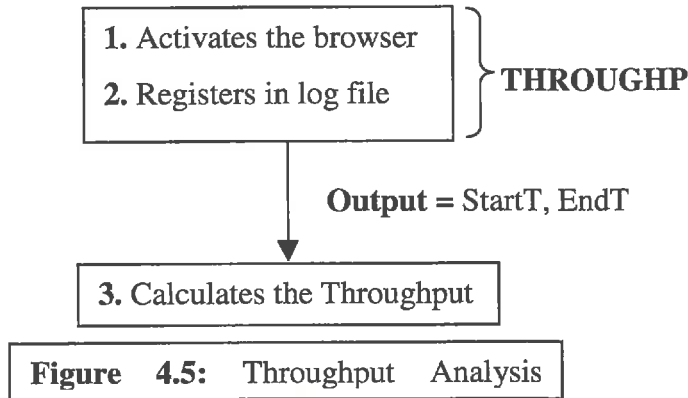 1. Activates the browser
2. Registers in log file
THROUGHP
Output = StartT, EndT
3. Calculates the Throughput
Figure 4.5: Throughput Analysis